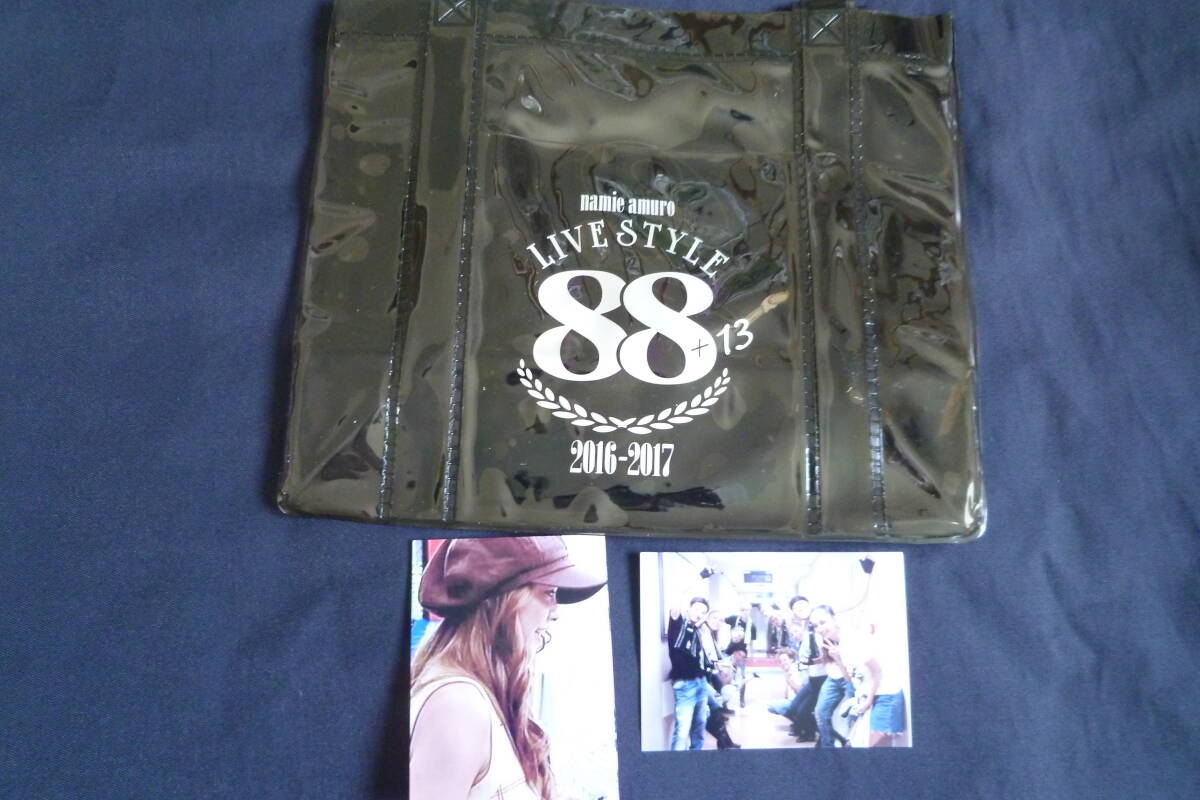 namie amuro
LIVE STYLE
88+13
2016-2017